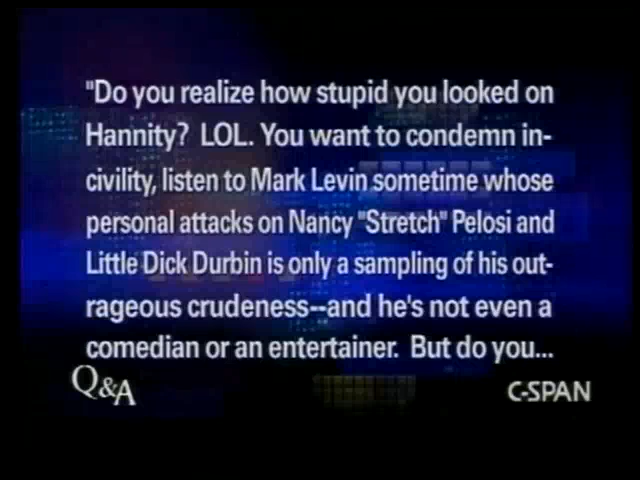 "Do you realize how stupid you looked on
Hannity? LOL. You want to condemn in-
civility, listen to Mark Levin sometime whose
personal attacks on Nancy "Stretch" Pelosi and
Little Dick Durbin is only a sampling of his out-
rageous crudeness--and he's not even a
comedian or an entertainer. But do you...
Q&A
C-SPAN